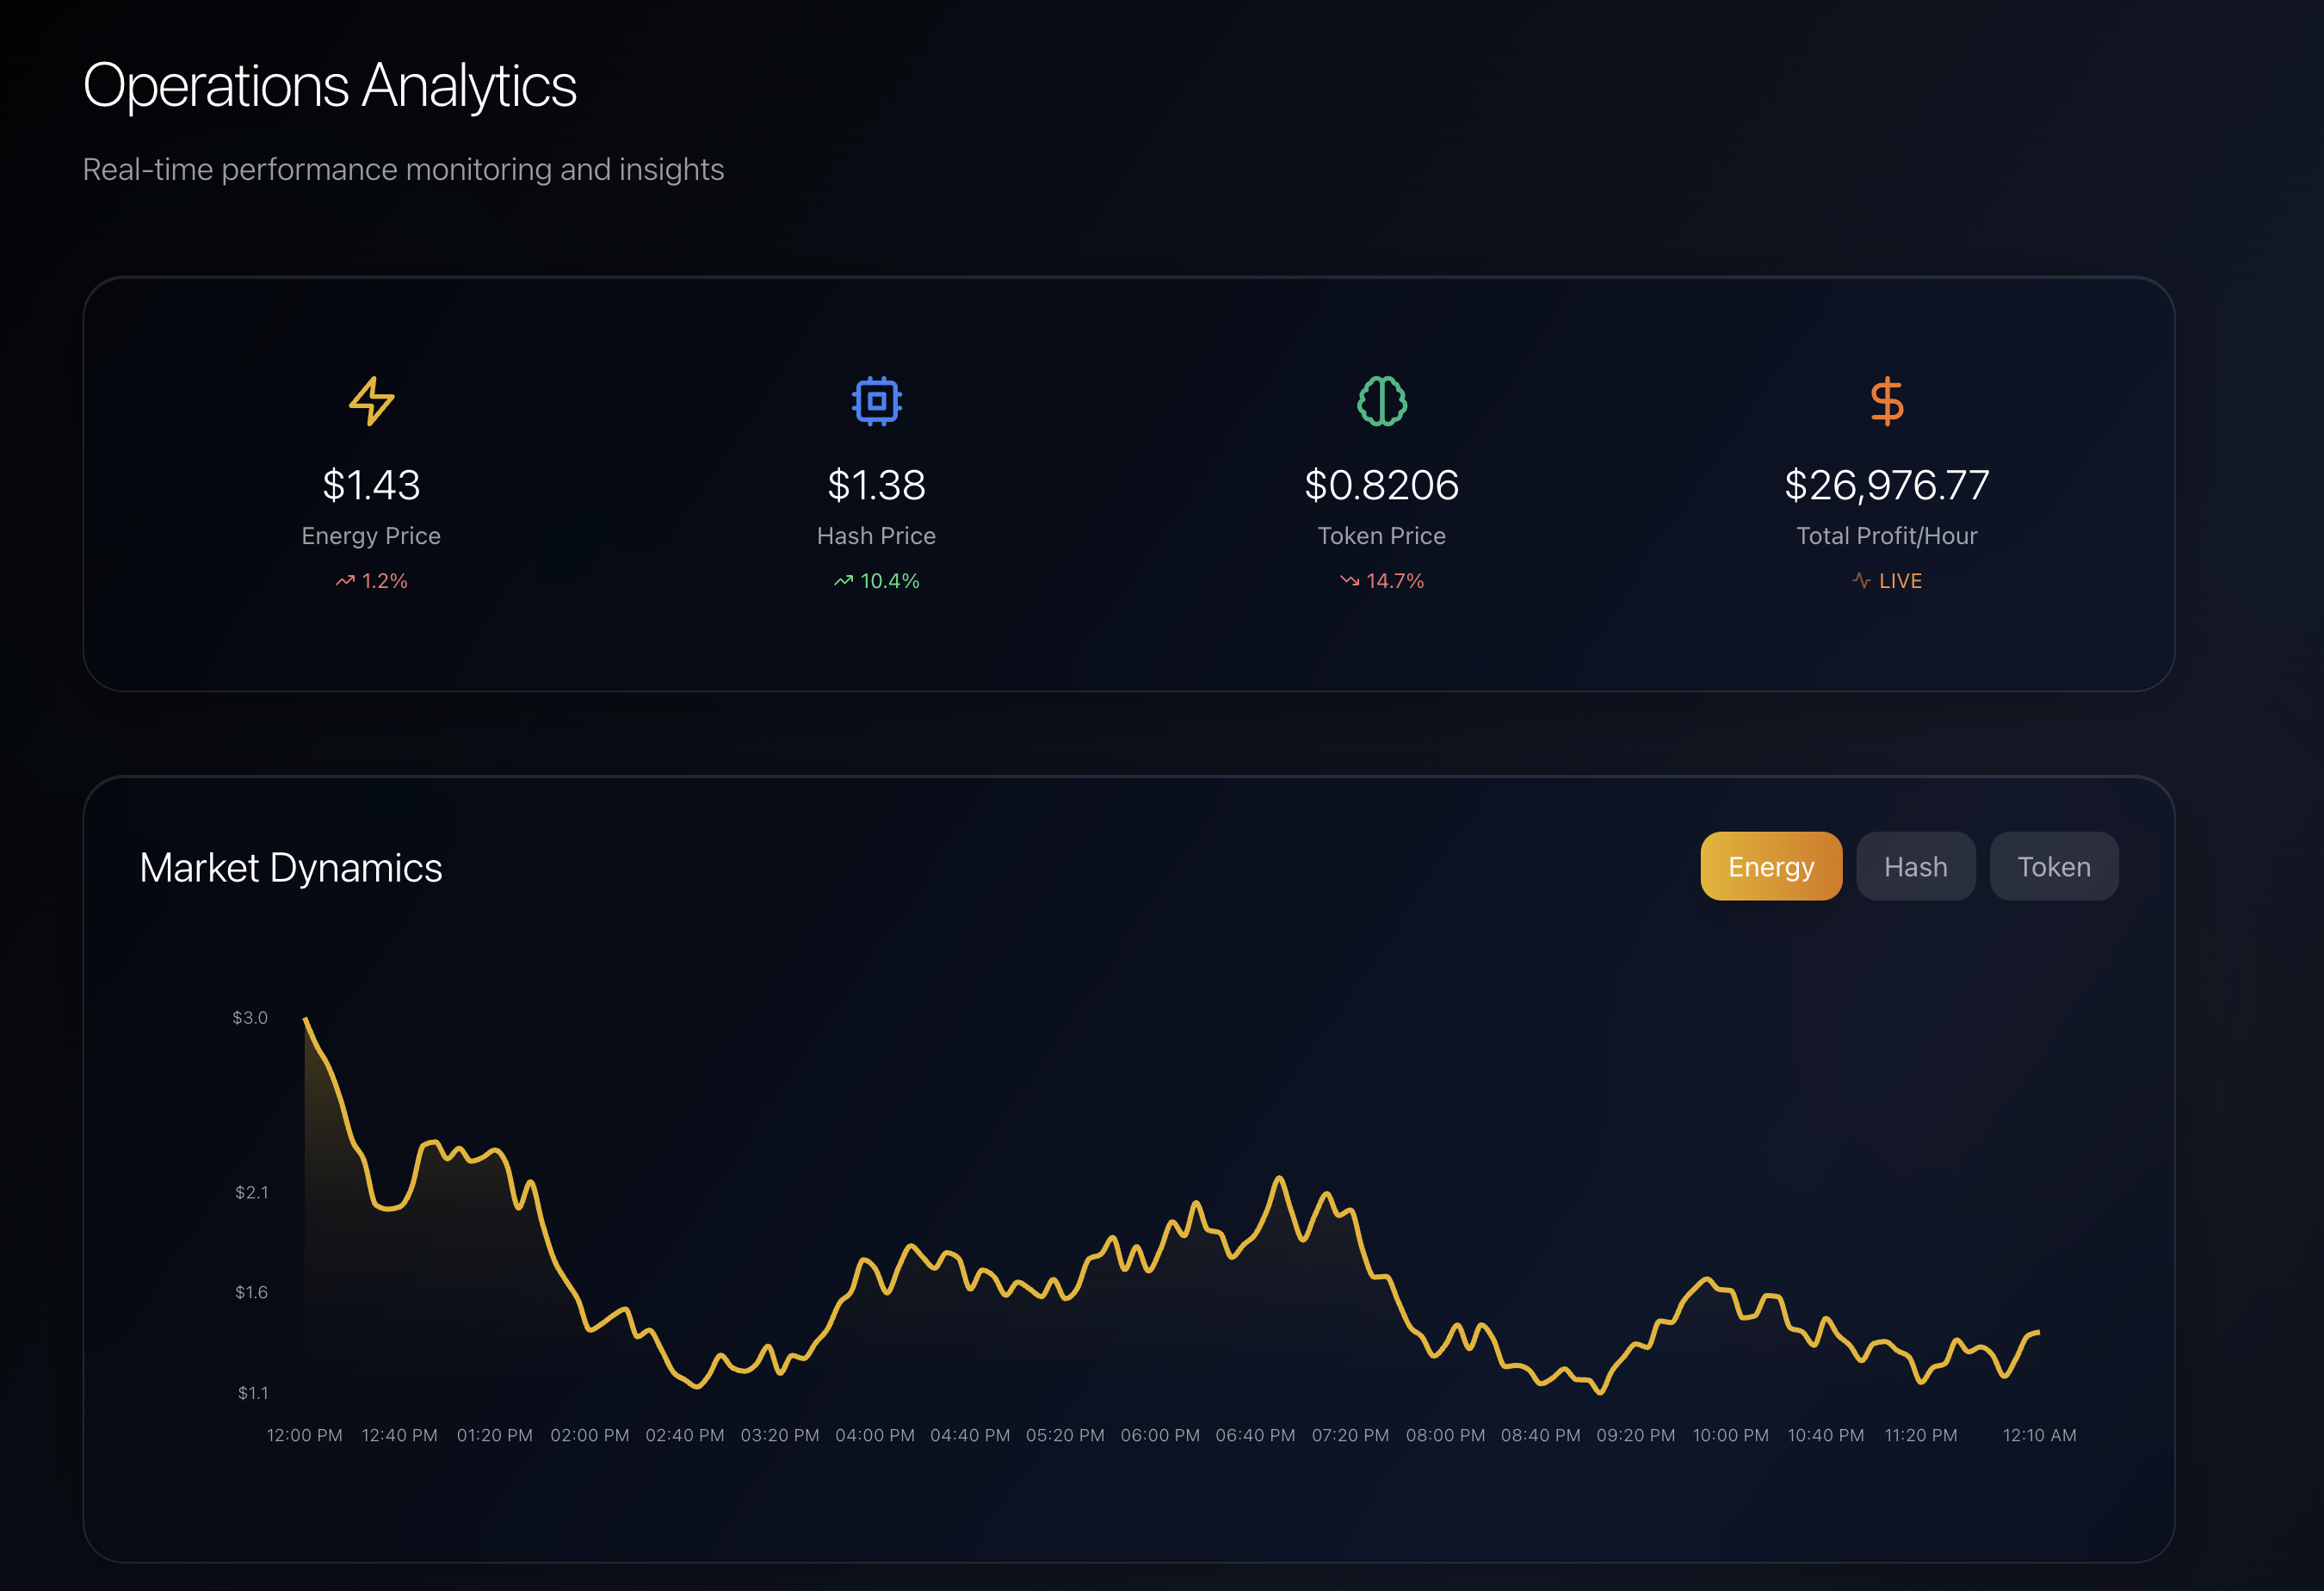 Operations Analytics
Real-time performance monitoring and insights
$1.43
Energy Price
1.2%
$1.38
Hash Price
10.4%
$0.8206
Token Price
14.7%
$26,976.77
Total Profit/Hour
LIVE
Market Dynamics
Energy Hash Token
$3.0
$2.1
$1.6
$1.1
12:00 PM 12:40 PM 01:20 PM 02:00 PM 02:40 PM 03:20 PM 04:00 PM 04:40 PM 05:20 PM 06:00 PM 06:40 PM 07:20 PM 08:00 PM 08:40 PM 09:20 PM 10:00 PM 10:40 PM 11:20 PM 12:10 AM